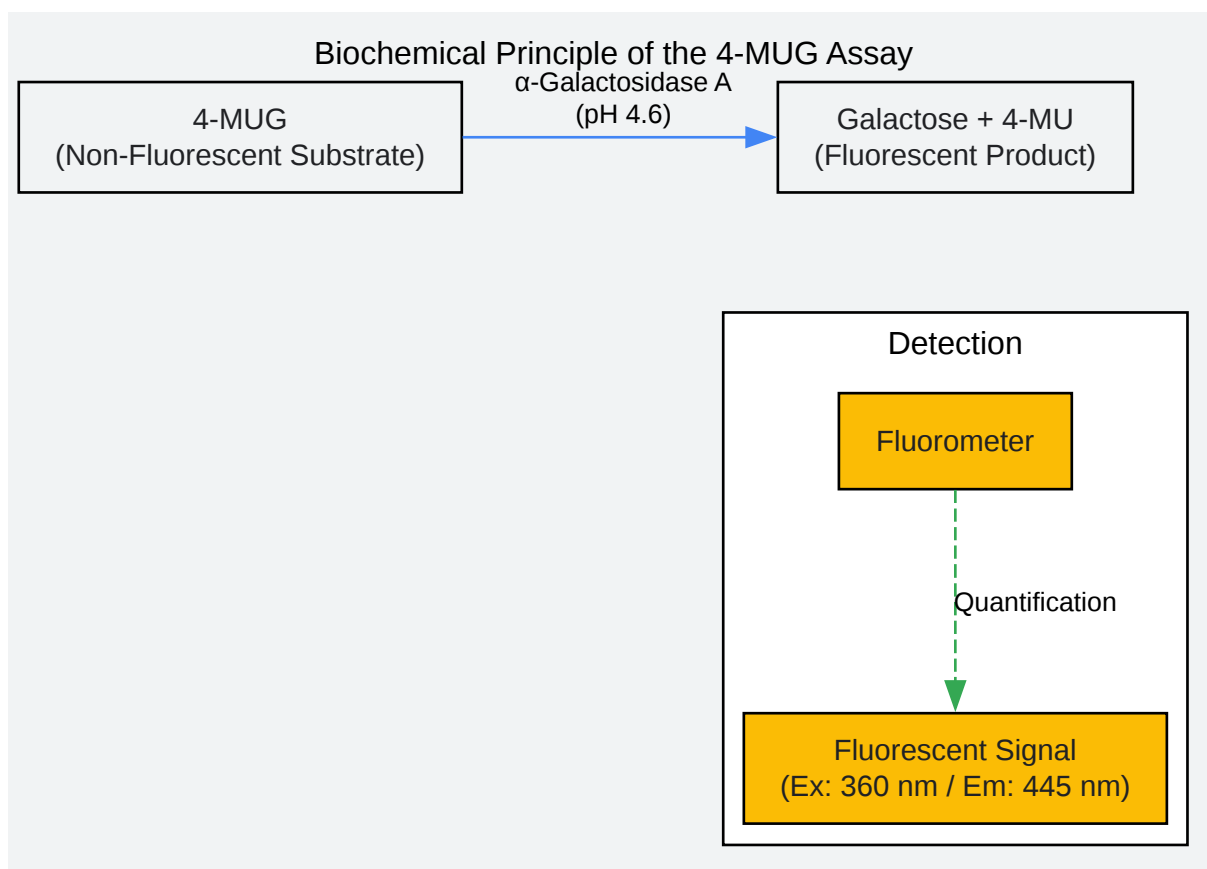 Biochemical Principle of the 4-MUG Assay
4-MUG
(Non-Fluorescent Substrate)
α-Galactosidase A
(pH 4.6)
Galactose + 4-MU
(Fluorescent Product)
Detection
Fluorometer
Quantification
Fluorescent Signal
(Ex: 360 nm / Em: 445 nm)